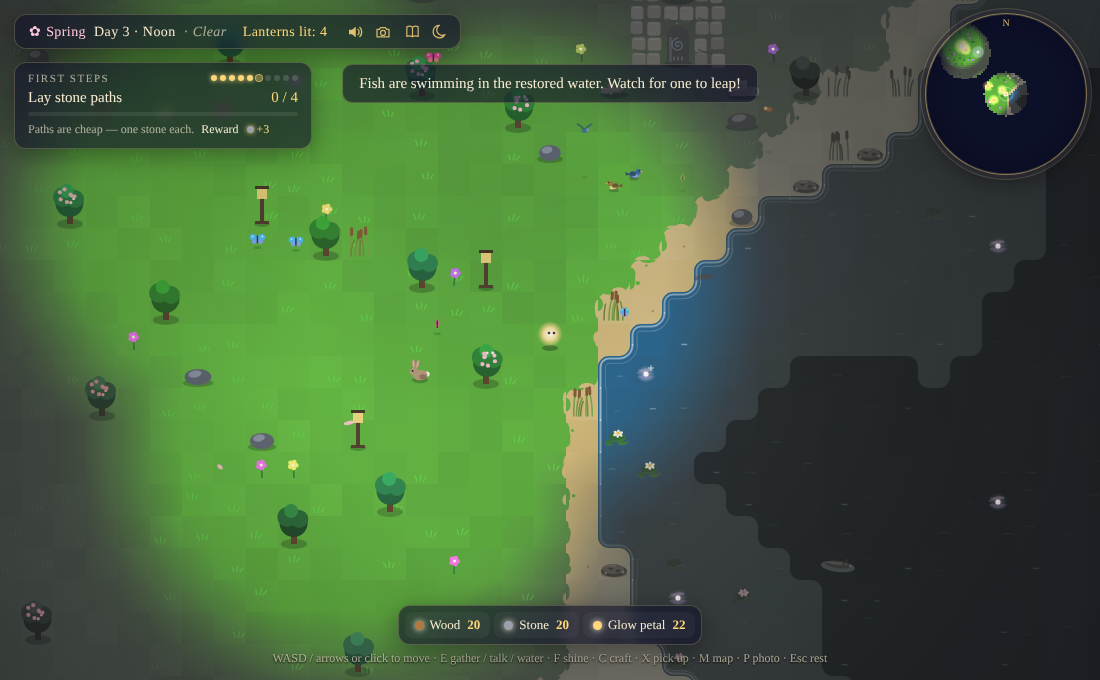 ✿ Spring Day 3 · Noon · Clear Lanterns lit: 4
N
FIRST STEPS
Lay stone paths 0 / 4
Paths are cheap — one stone each. Reward +3
Fish are swimming in the restored water. Watch for one to leap!
Wood 20 Stone 20 Glow petal 22
WASD / arrows or click to move · E gather / talk / water · F shine · C craft · X pick up · M map · P photo · Esc rest